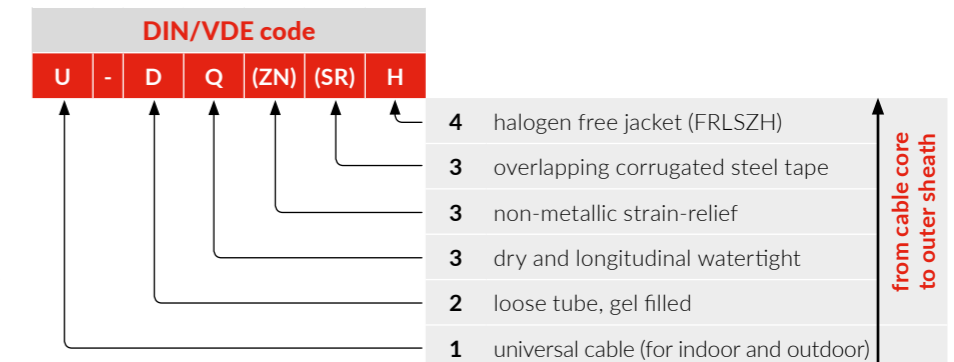 DIN/VDE code
U - D Q (ZN) (SR) H
4 halogen free jacket (FRLSZH)
3 overlapping corrugated steel tape
3 non-metallic strain-relief
3 dry and longitudinal watertight
2 loose tube, gel filled
1 universal cable (for indoor and outdoor)
from cable core
to outer sheath